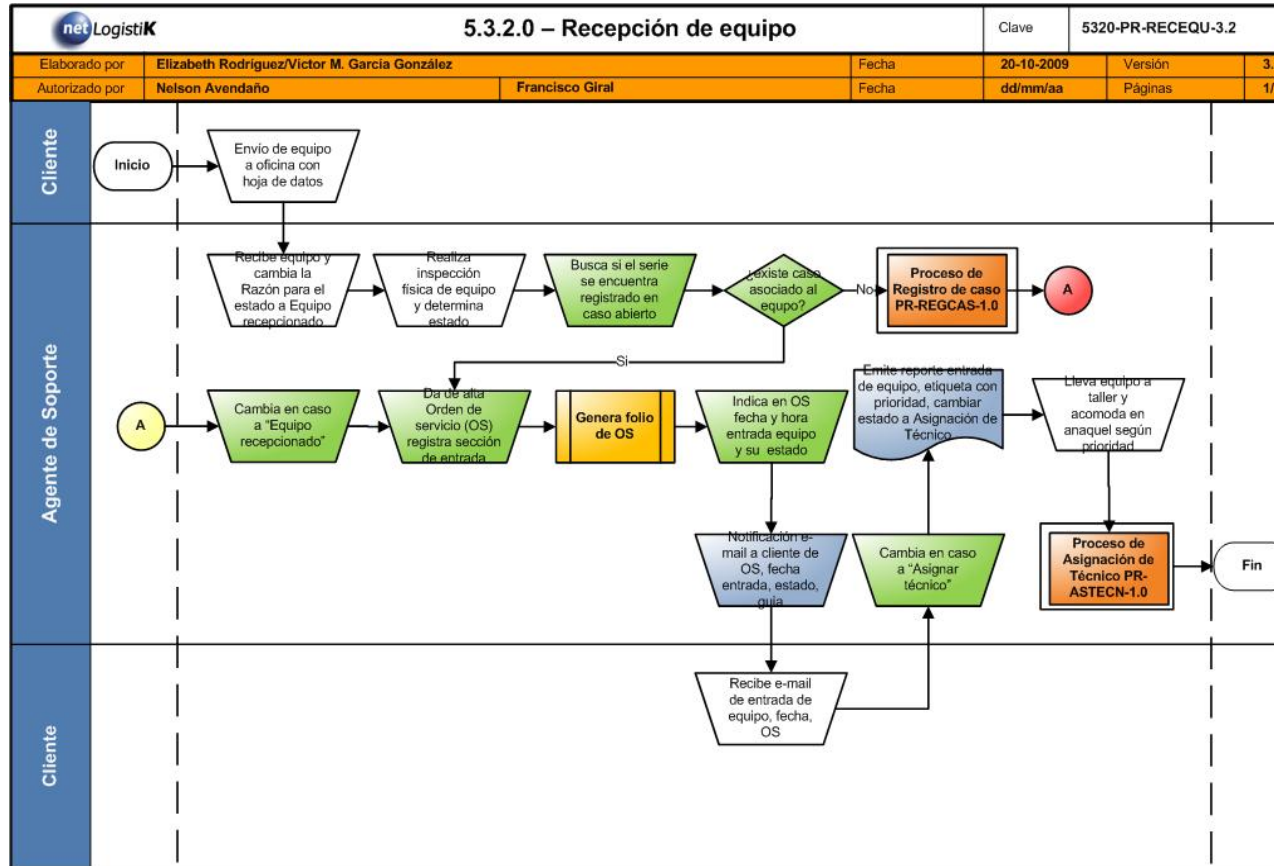 net LogistiK
5.3.2.0 – Recepción de equipo
Clave
5320-PR-RECEQU-3.2
Elaborado por
Elizabeth Rodríguez/Victor M. García González
Fecha
20-10-2009
Versión
3.
Autorizado por
Nelson Avendaño
Francisco Giral
Fecha
dd/mm/aa
Páginas
1/
Cliente
Inicio
Envío de equipo
a oficina con
hoja de datos
Agente de Soporte
Recibe equipo y
cambia la
Razón para el
estado a Equipo
recepcionado
Realiza
inspección
física de equipo
y determina
estado
Busca si el serie
se encuentra
registrado en
caso abierto
¿existe caso
asociado al
equpo?
No
Proceso de
Registro de caso
PR-REGCAS-1.0
A
Si
A
Cambia en caso
a “Equipo
recepcionado”
Da de alta
Orden de
servicio (OS)
registra sección
de entrada
Genera folio
de OS
Indica en OS
fecha y hora
entrada equipo
y su estado
Emite reporte entrada
de equipo, etiqueta con
prioridad, cambiar
estado a Asignación de
Técnico
Lleva equipo a
taller y
acomoda en
anaquel según
prioridad
Notificación e-
mail a cliente de
OS, fecha
entrada, estado,
guia
Cambia en caso
a “Asignar
técnico”
Proceso de
Asignación de
Técnico PR-
ASTECN-1.0
Fin
Cliente
Recibe e-mail
de entrada de
equipo, fecha,
OS